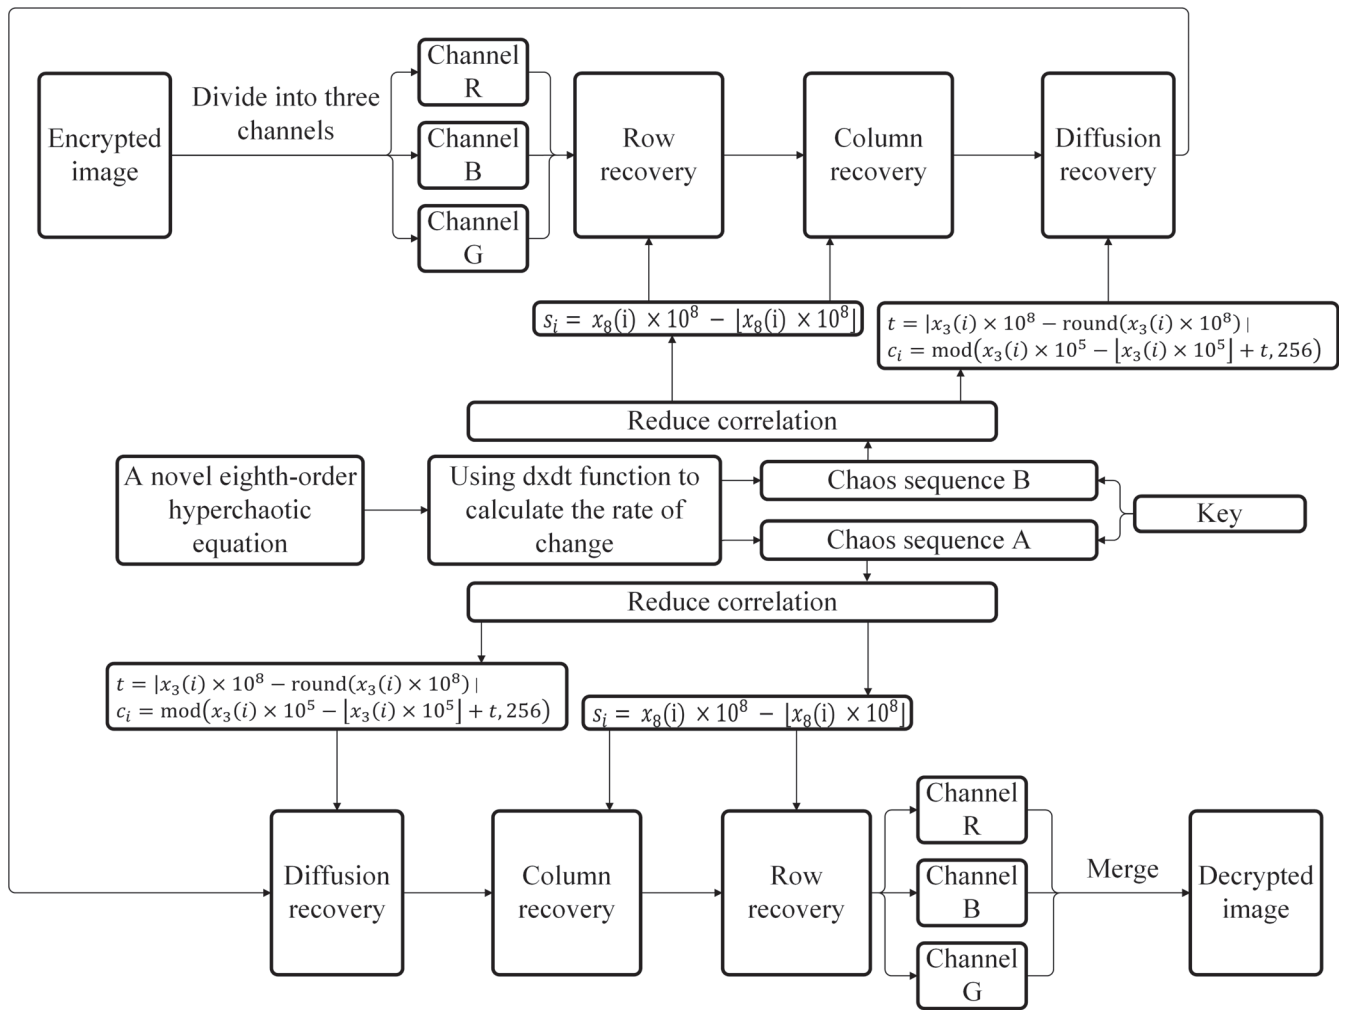 Encrypted
image
Divide into three
channels
Channel
R
Channel
B
Channel
G
Row
recovery
Column
recovery
Diffusion
recovery
sᵢ = x₈(i) ×10⁸ − ⌊x₈(i) ×10⁸⌋
t = |x₃(i) × 10⁸ − round(x₃(i) × 10⁸) |
cᵢ = mod(x₃(i) × 10⁵ − ⌊x₃(i) × 10⁵⌋ + t, 256)
Reduce correlation
A novel eighth-order
hyperchaotic
equation
Using dxdt function to
calculate the rate of
change
Chaos sequence B
Chaos sequence A
Key
Reduce correlation
t = |x₃(i) × 10⁸ − round(x₃(i) × 10⁸) |
cᵢ = mod(x₃(i) × 10⁵ − ⌊x₃(i) × 10⁵⌋ + t, 256)
sᵢ = x₈(i) ×10⁸ − ⌊x₈(i) ×10⁸⌋
Diffusion
recovery
Column
recovery
Row
recovery
Channel
R
Channel
B
Channel
G
Merge
Decrypted
image